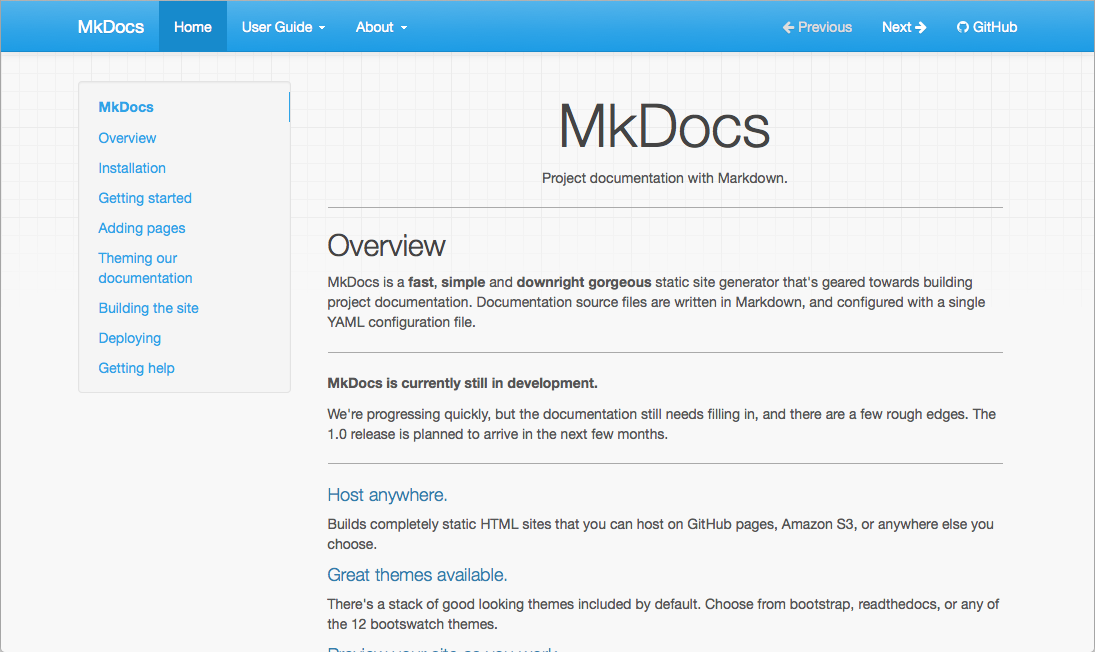 MkDocs Home User Guide About Previous Next GitHub
MkDocs
Overview
Installation
Getting started
Adding pages
Theming our
documentation
Building the site
Deploying
Getting help
MkDocs
Project documentation with Markdown.
Overview
MkDocs is a fast, simple and downright gorgeous static site generator that's geared towards building
project documentation. Documentation source files are written in Markdown, and configured with a single
YAML configuration file.
MkDocs is currently still in development.
We're progressing quickly, but the documentation still needs filling in, and there are a few rough edges. The
1.0 release is planned to arrive in the next few months.
Host anywhere.
Builds completely static HTML sites that you can host on GitHub pages, Amazon S3, or anywhere else you
choose.
Great themes available.
There's a stack of good looking themes included by default. Choose from bootstrap, readthedocs, or any of
the 12 bootswatch themes.
Preview your site as you work.